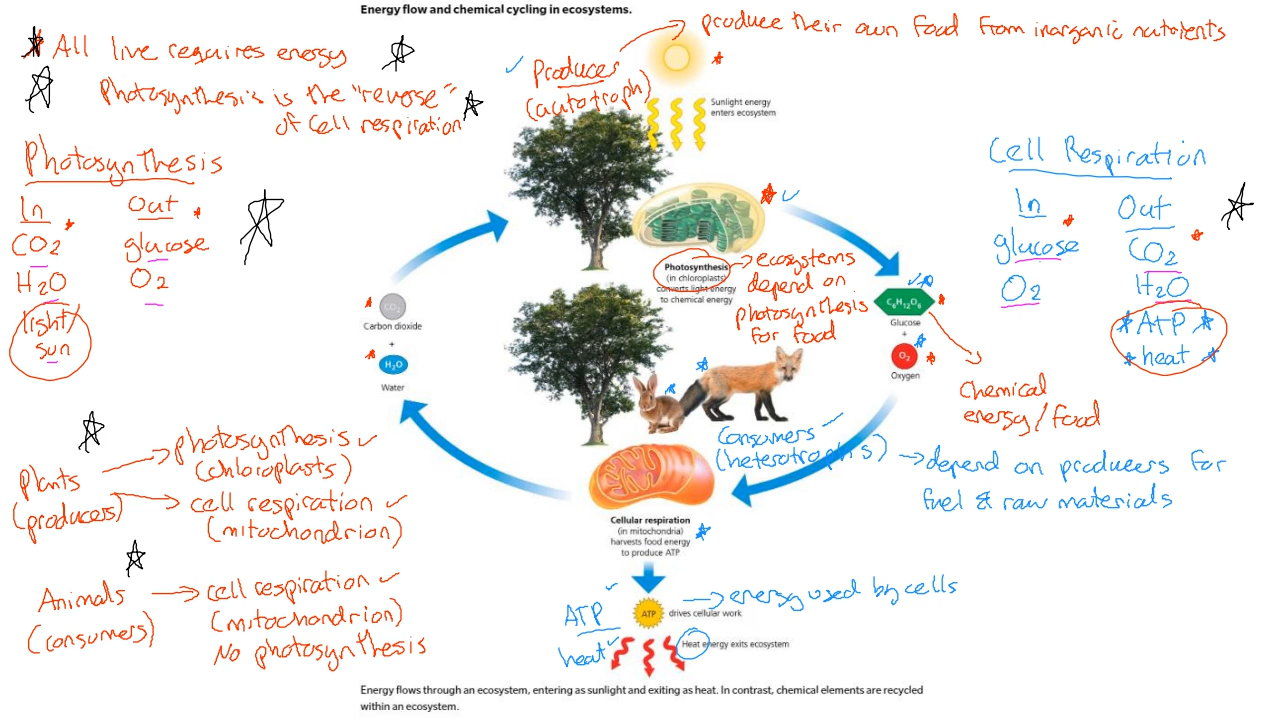 Energy flow and chemical cycling in ecosystems.
All live requires energy
Photosynthesis is the "reverse"
of cell respiration
Photosynthesis
In Out
CO2 glucose
H2O O2
light/
sun
Producer
(autotroph)
produce their own food from inorganic nutrients
Sunlight energy
enters ecosystem
Photosynthesis
(in chloroplasts)
converts light energy
to chemical energy
ecosystems
depend on
photosynthesis
for food
Cell Respiration
In Out
glucose CO2
O2 H2O
ATP
heat
CO2
Carbon dioxide
+
H2O
Water
C6H12O6
Glucose
+
O2
Oxygen
Chemical
energy/food
Consumers
(heterotrophs)
depend on producers for
fuel & raw materials
Plants
(producers)
photosynthesis
(chloroplasts)
cell respiration
(mitochondrion)
Animals
(consumers)
cell respiration
(mitochondrion)
No photosynthesis
Cellular respiration
(in mitochondria)
harvests food energy
to produce ATP
ATP
heat
ATP
drives cellular work
energy used by cells
Heat energy exits ecosystem
Energy flows through an ecosystem, entering as sunlight and exiting as heat. In contrast, chemical elements are recycled
within an ecosystem.